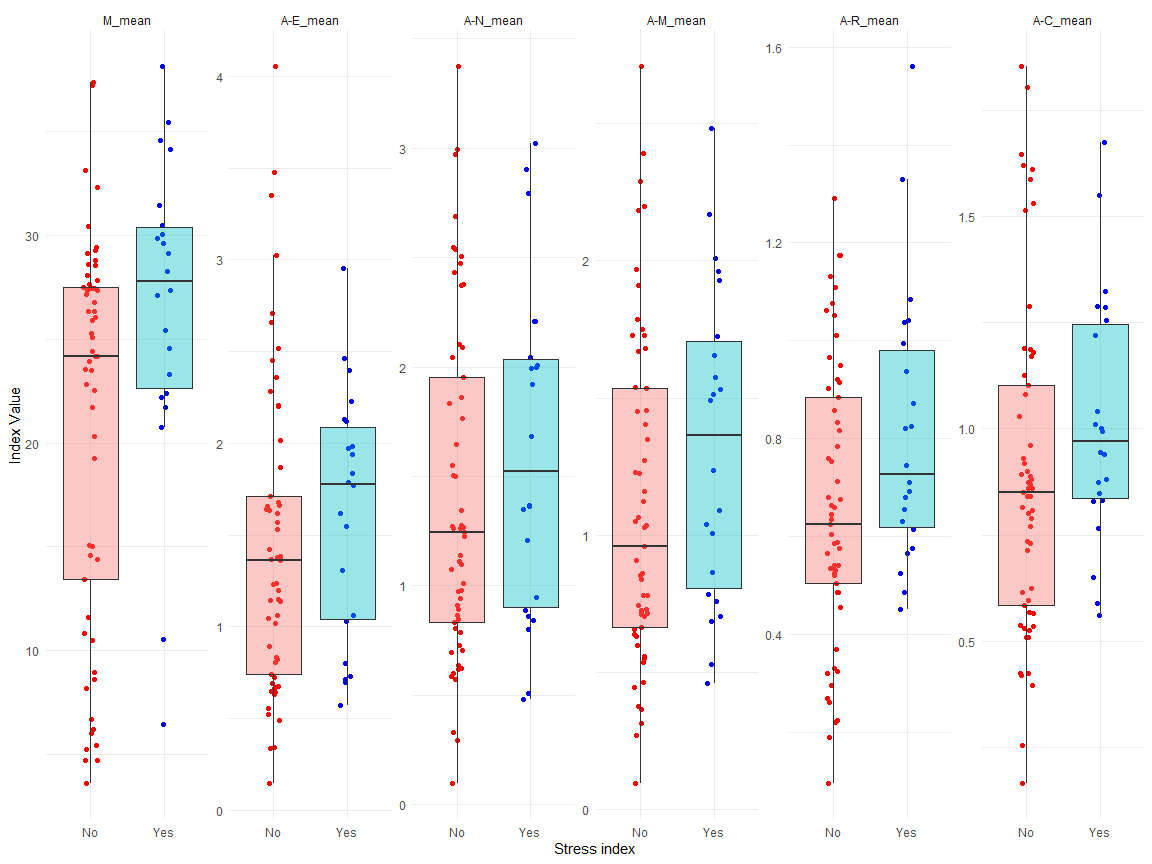 M_mean
A-E_mean
A-N_mean
A-M_mean
A-R_mean
A-C_mean
Index Value
30
20
10
4
3
2
1
0
3
2
1
0
2
1
0
1.6
1.2
0.8
0.4
1.5
1.0
0.5
No Yes No Yes No Yes No Yes No Yes No Yes
Stress index